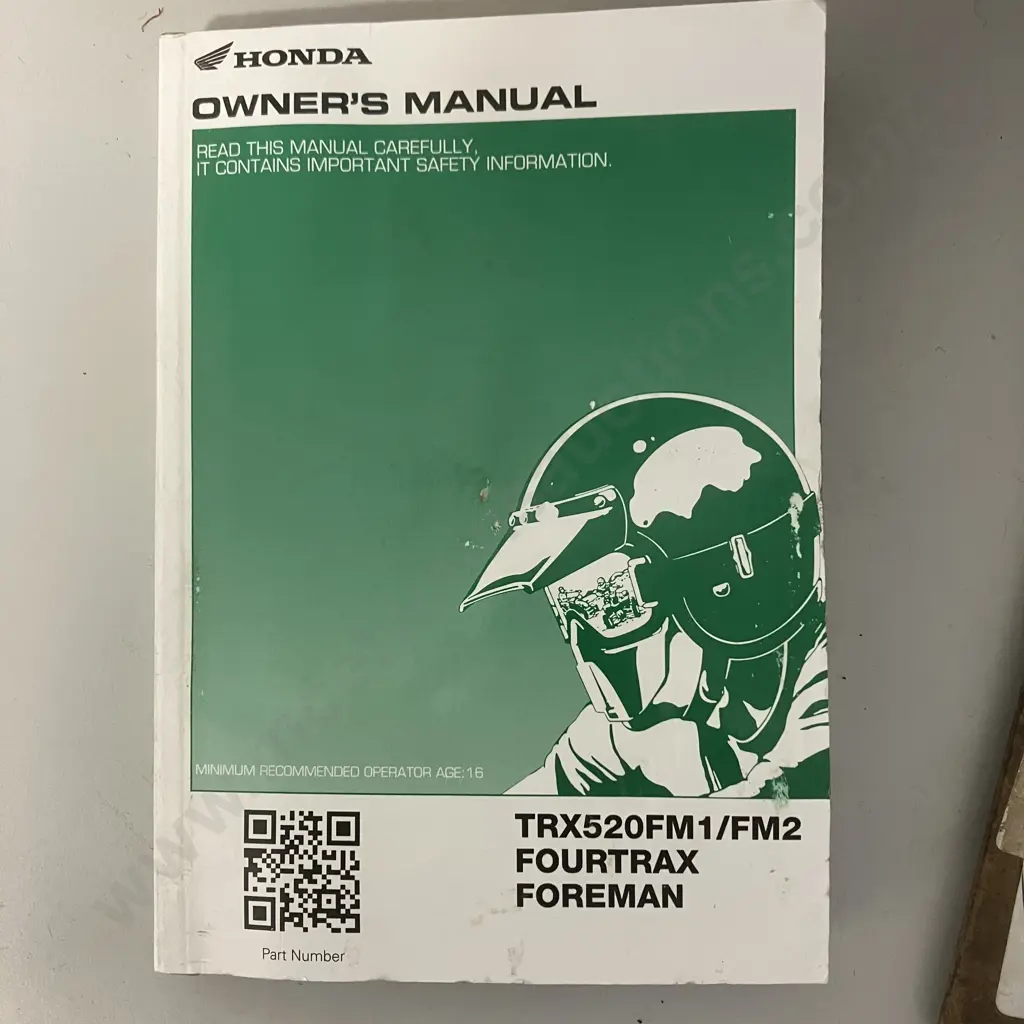 HONDA
OWNER'S MANUAL
READ THIS MANUAL CAREFULLY,
IT CONTAINS IMPORTANT SAFETY INFORMATION.
MINIMUM RECOMMENDED OPERATOR AGE:16
TRX520FM1/FM2
FOURTRAX
FOREMAN
Part Number